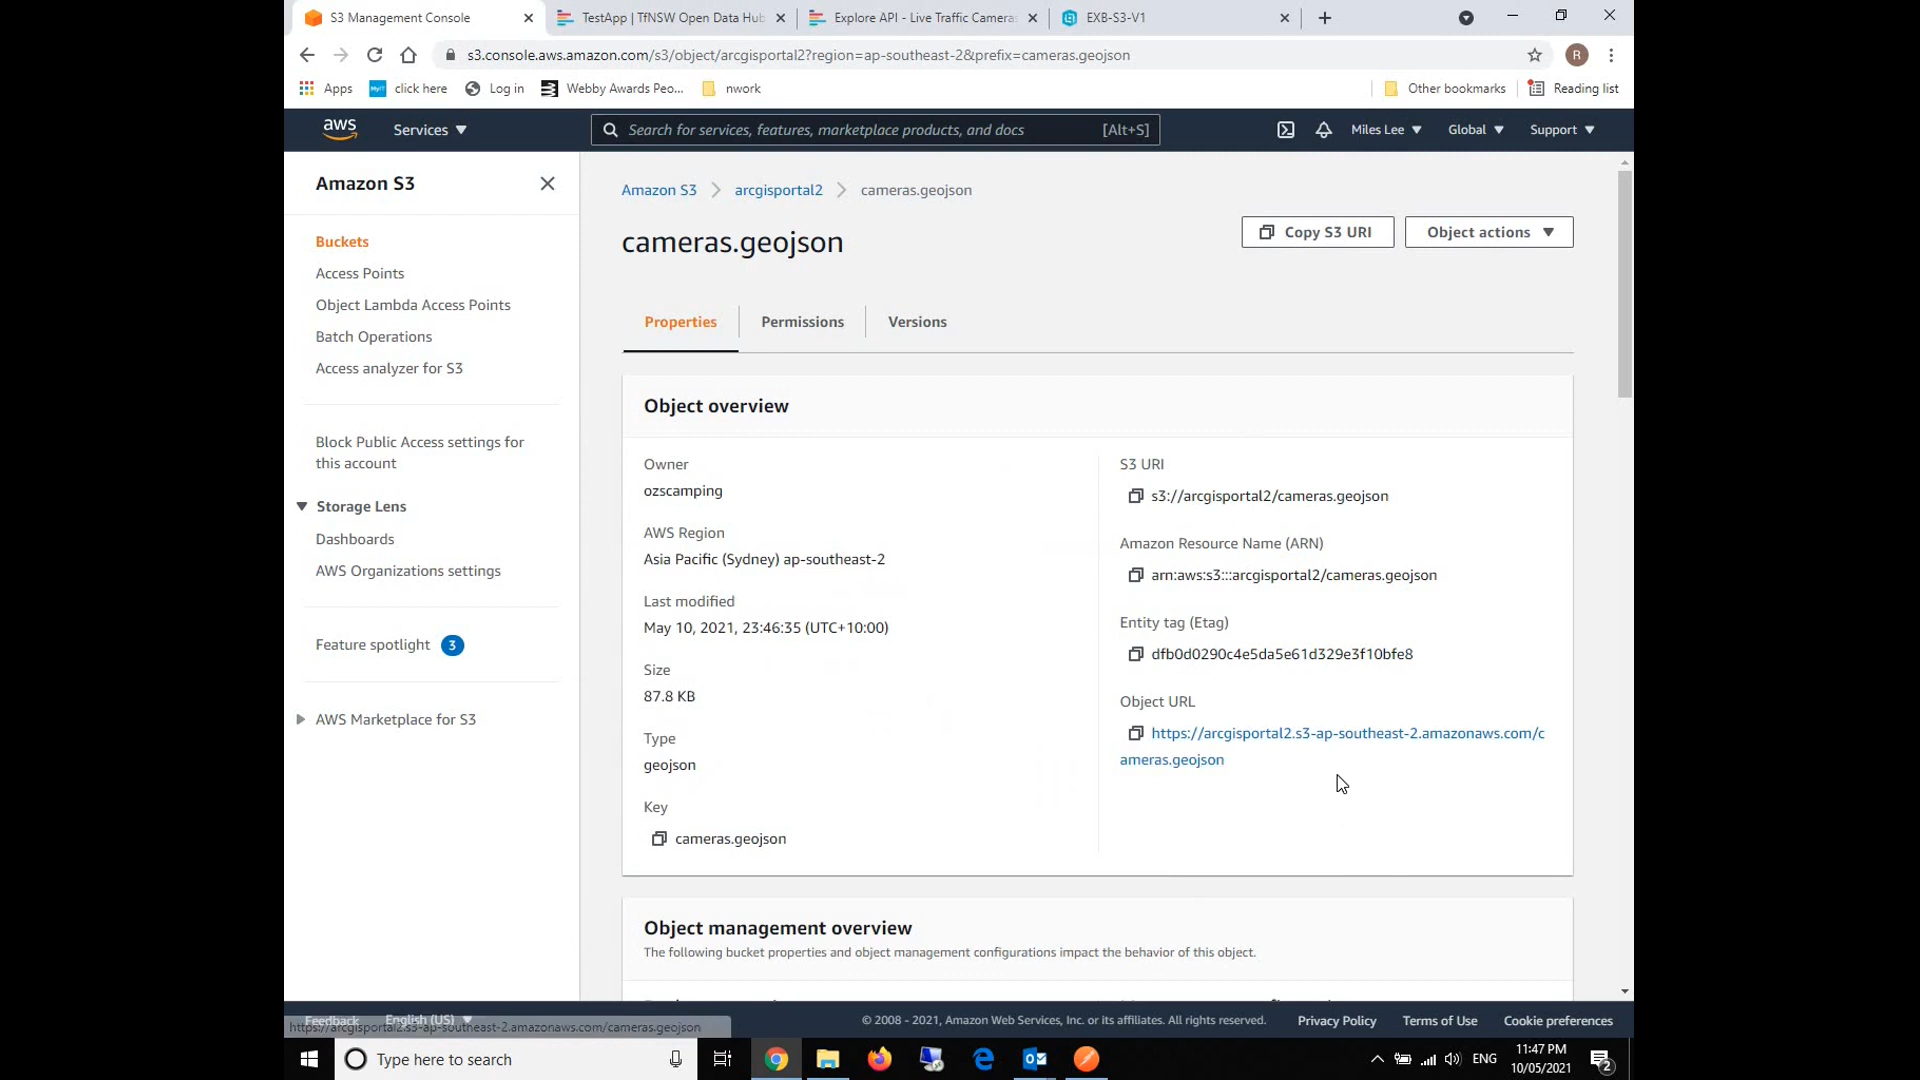 S3 Management Console
TestApp | TfNSW Open Data Hub
Explore API - Live Traffic Cameras
EXB-S3-V1
s3.console.aws.amazon.com/s3/object/arcgisportal2?region=ap-southeast-2&prefix=cameras.geojson
R
Apps
MyIT
click here
Log in
Webby Awards Peo...
nwork
Other bookmarks
Reading list
aws
Services
Search for services, features, marketplace products, and docs
[Alt+S]
Miles Lee
Global
Support
Amazon S3
Buckets
Access Points
Object Lambda Access Points
Batch Operations
Access analyzer for S3
Block Public Access settings for
this account
Storage Lens
Dashboards
AWS Organizations settings
Feature spotlight 3
AWS Marketplace for S3
Amazon S3 > arcgisportal2 > cameras.geojson
cameras.geojson
Copy S3 URI
Object actions
Properties
Permissions
Versions
Object overview
Owner
ozscamping
AWS Region
Asia Pacific (Sydney) ap-southeast-2
Last modified
May 10, 2021, 23:46:35 (UTC+10:00)
Size
87.8 KB
Type
geojson
Key
cameras.geojson
S3 URI
s3://arcgisportal2/cameras.geojson
Amazon Resource Name (ARN)
arn:aws:s3:::arcgisportal2/cameras.geojson
Entity tag (Etag)
dfb0d0290c4e5da5e61d329e3f10bfe8
Object URL
https://arcgisportal2.s3-ap-southeast-2.amazonaws.com/c
ameras.geojson
Object management overview
The following bucket properties and object management configurations impact the behavior of this object.
Feedback
English (US)
https://arcgisportal2.s3-ap-southeast-2.amazonaws.com/cameras.geojson
© 2008 - 2021, Amazon Web Services, Inc. or its affiliates. All rights reserved.
Privacy Policy
Terms of Use
Cookie preferences
Type here to search
ENG
11:47 PM
10/05/2021
2